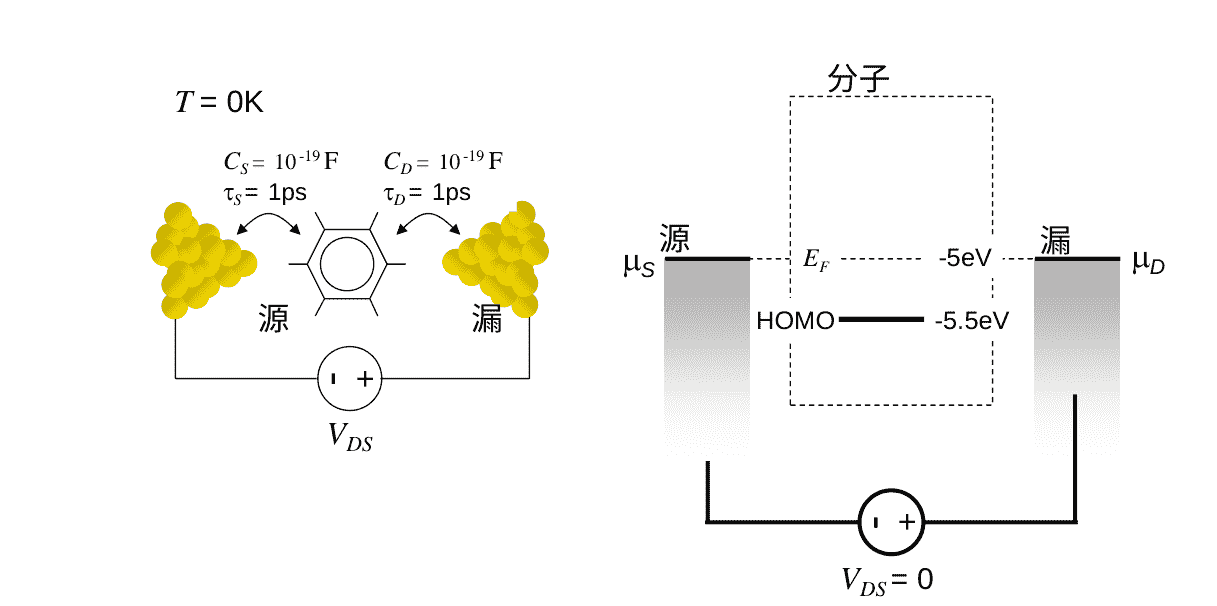 T = 0K
C_S = 10^-19 F
τ_S = 1ps
C_D = 10^-19 F
τ_D = 1ps
源
漏
V_DS
分子
源
漏
μ_S
E_F
-5eV
μ_D
HOMO
-5.5eV
V_DS = 0